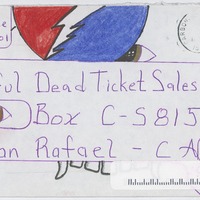 ful Dead Ticket Sales
Box C-S815
an Rafael - CA